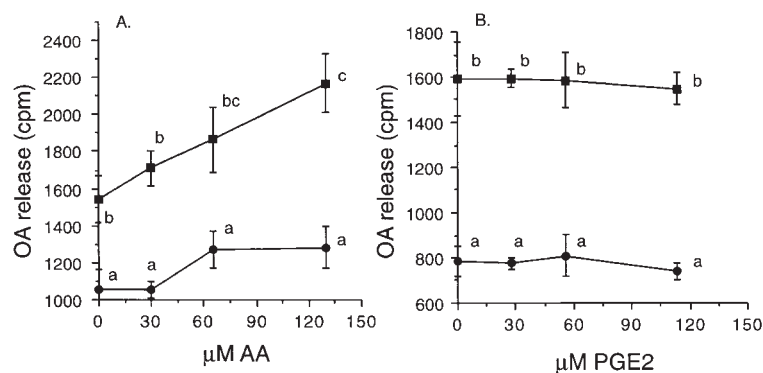 A.
OA release (cpm)
2400
2200
2000
1800
1600
1400
1200
1000
b
b
bc
c
a
a
a
a
0
30
60
90
120
150
μM AA
B.
OA release (cpm)
1800
1600
1400
1200
1000
800
600
b
b
b
b
a
a
a
a
0
30
60
90
120
150
μM PGE2